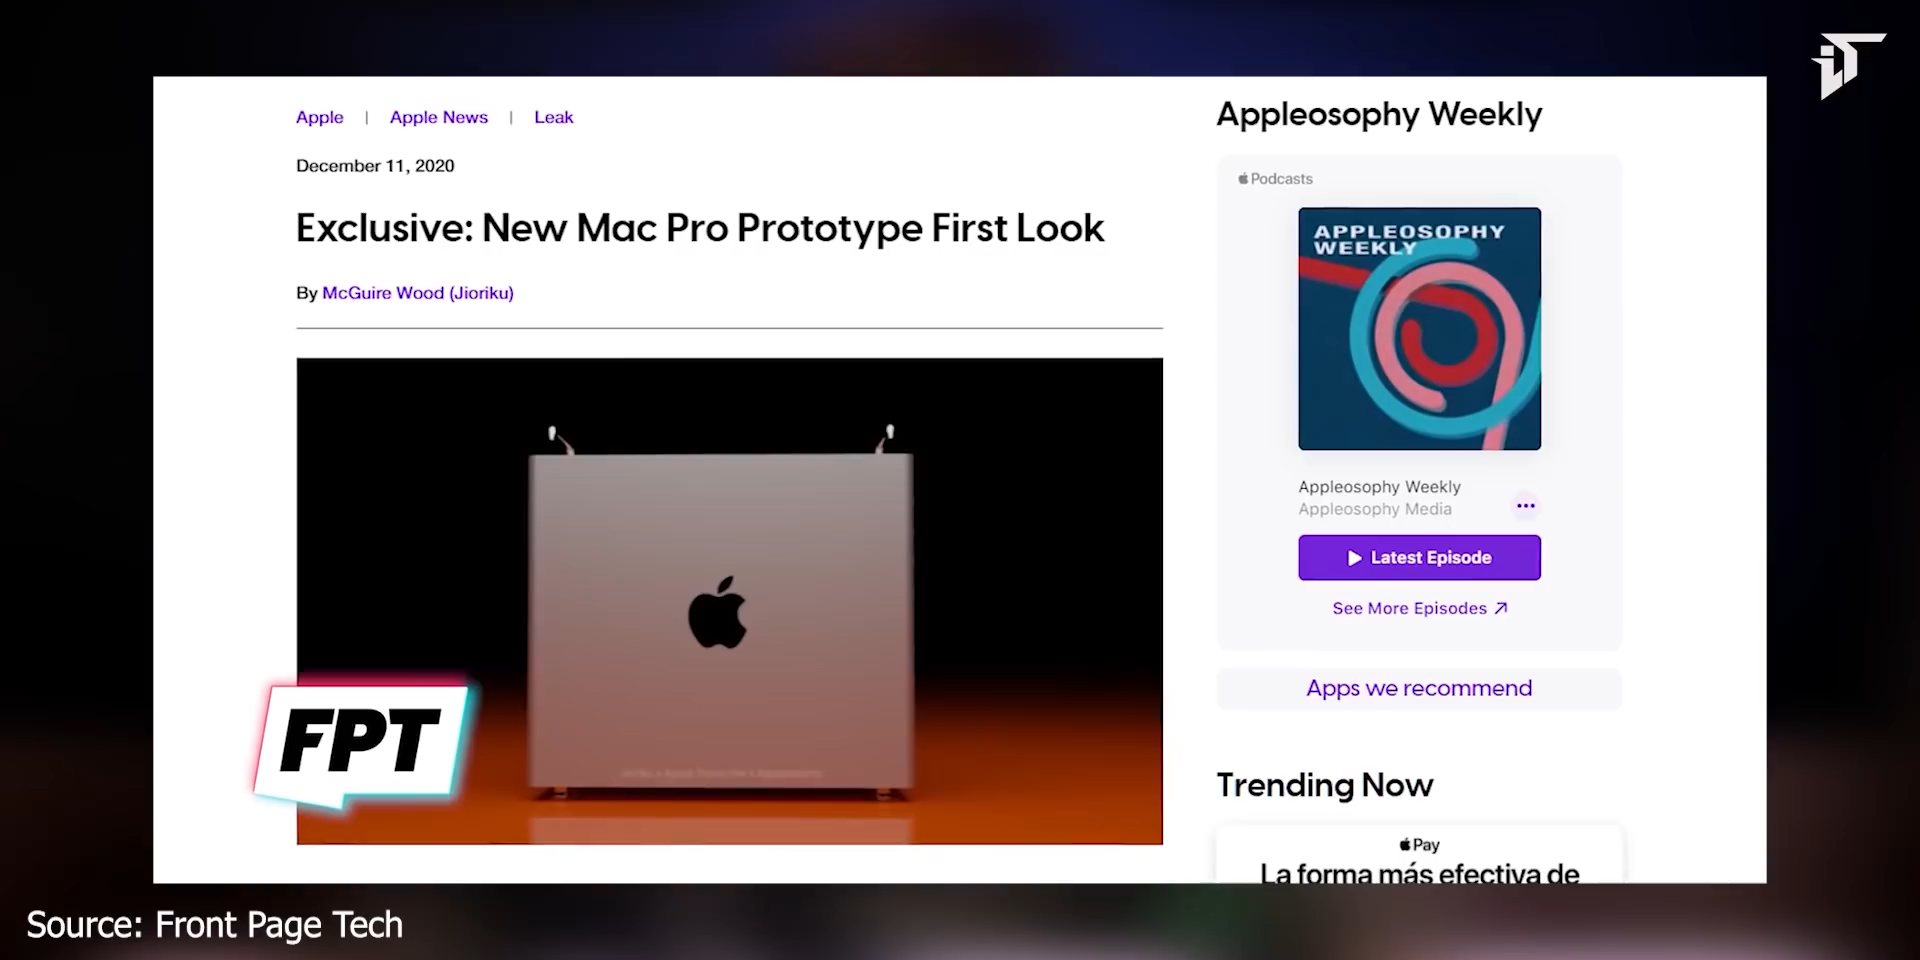 Apple | Apple News | Leak
December 11, 2020
Exclusive: New Mac Pro Prototype First Look
By McGuire Wood (Jioriku)
FPT
Appleosophy Weekly
Podcasts
APPLEOSOPHY
WEEKLY
Appleosophy Weekly
Appleosophy Media
Latest Episode
See More Episodes
Apps we recommend
Trending Now
Pay
La forma más efectiva de
Source: Front Page Tech